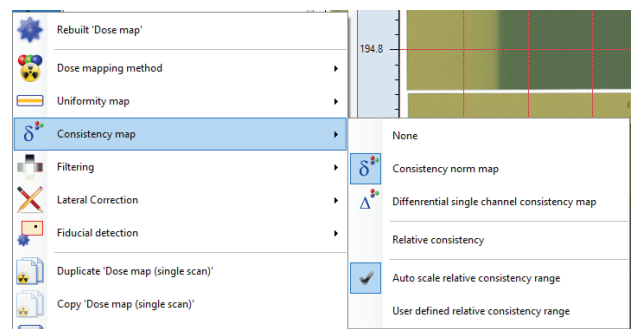 Rebuilt 'Dose map'
194.8
Dose mapping method
Uniformity map
δ
Consistency map
None
Filtering
δ
Consistency norm map
Lateral Correction
Δ
Diffenrential single channel consistency map
Fiducial detection
Relative consistency
Duplicate 'Dose map (single scan)'
Auto scale relative consistency range
Copy 'Dose map (single scan)'
User defined relative consistency range